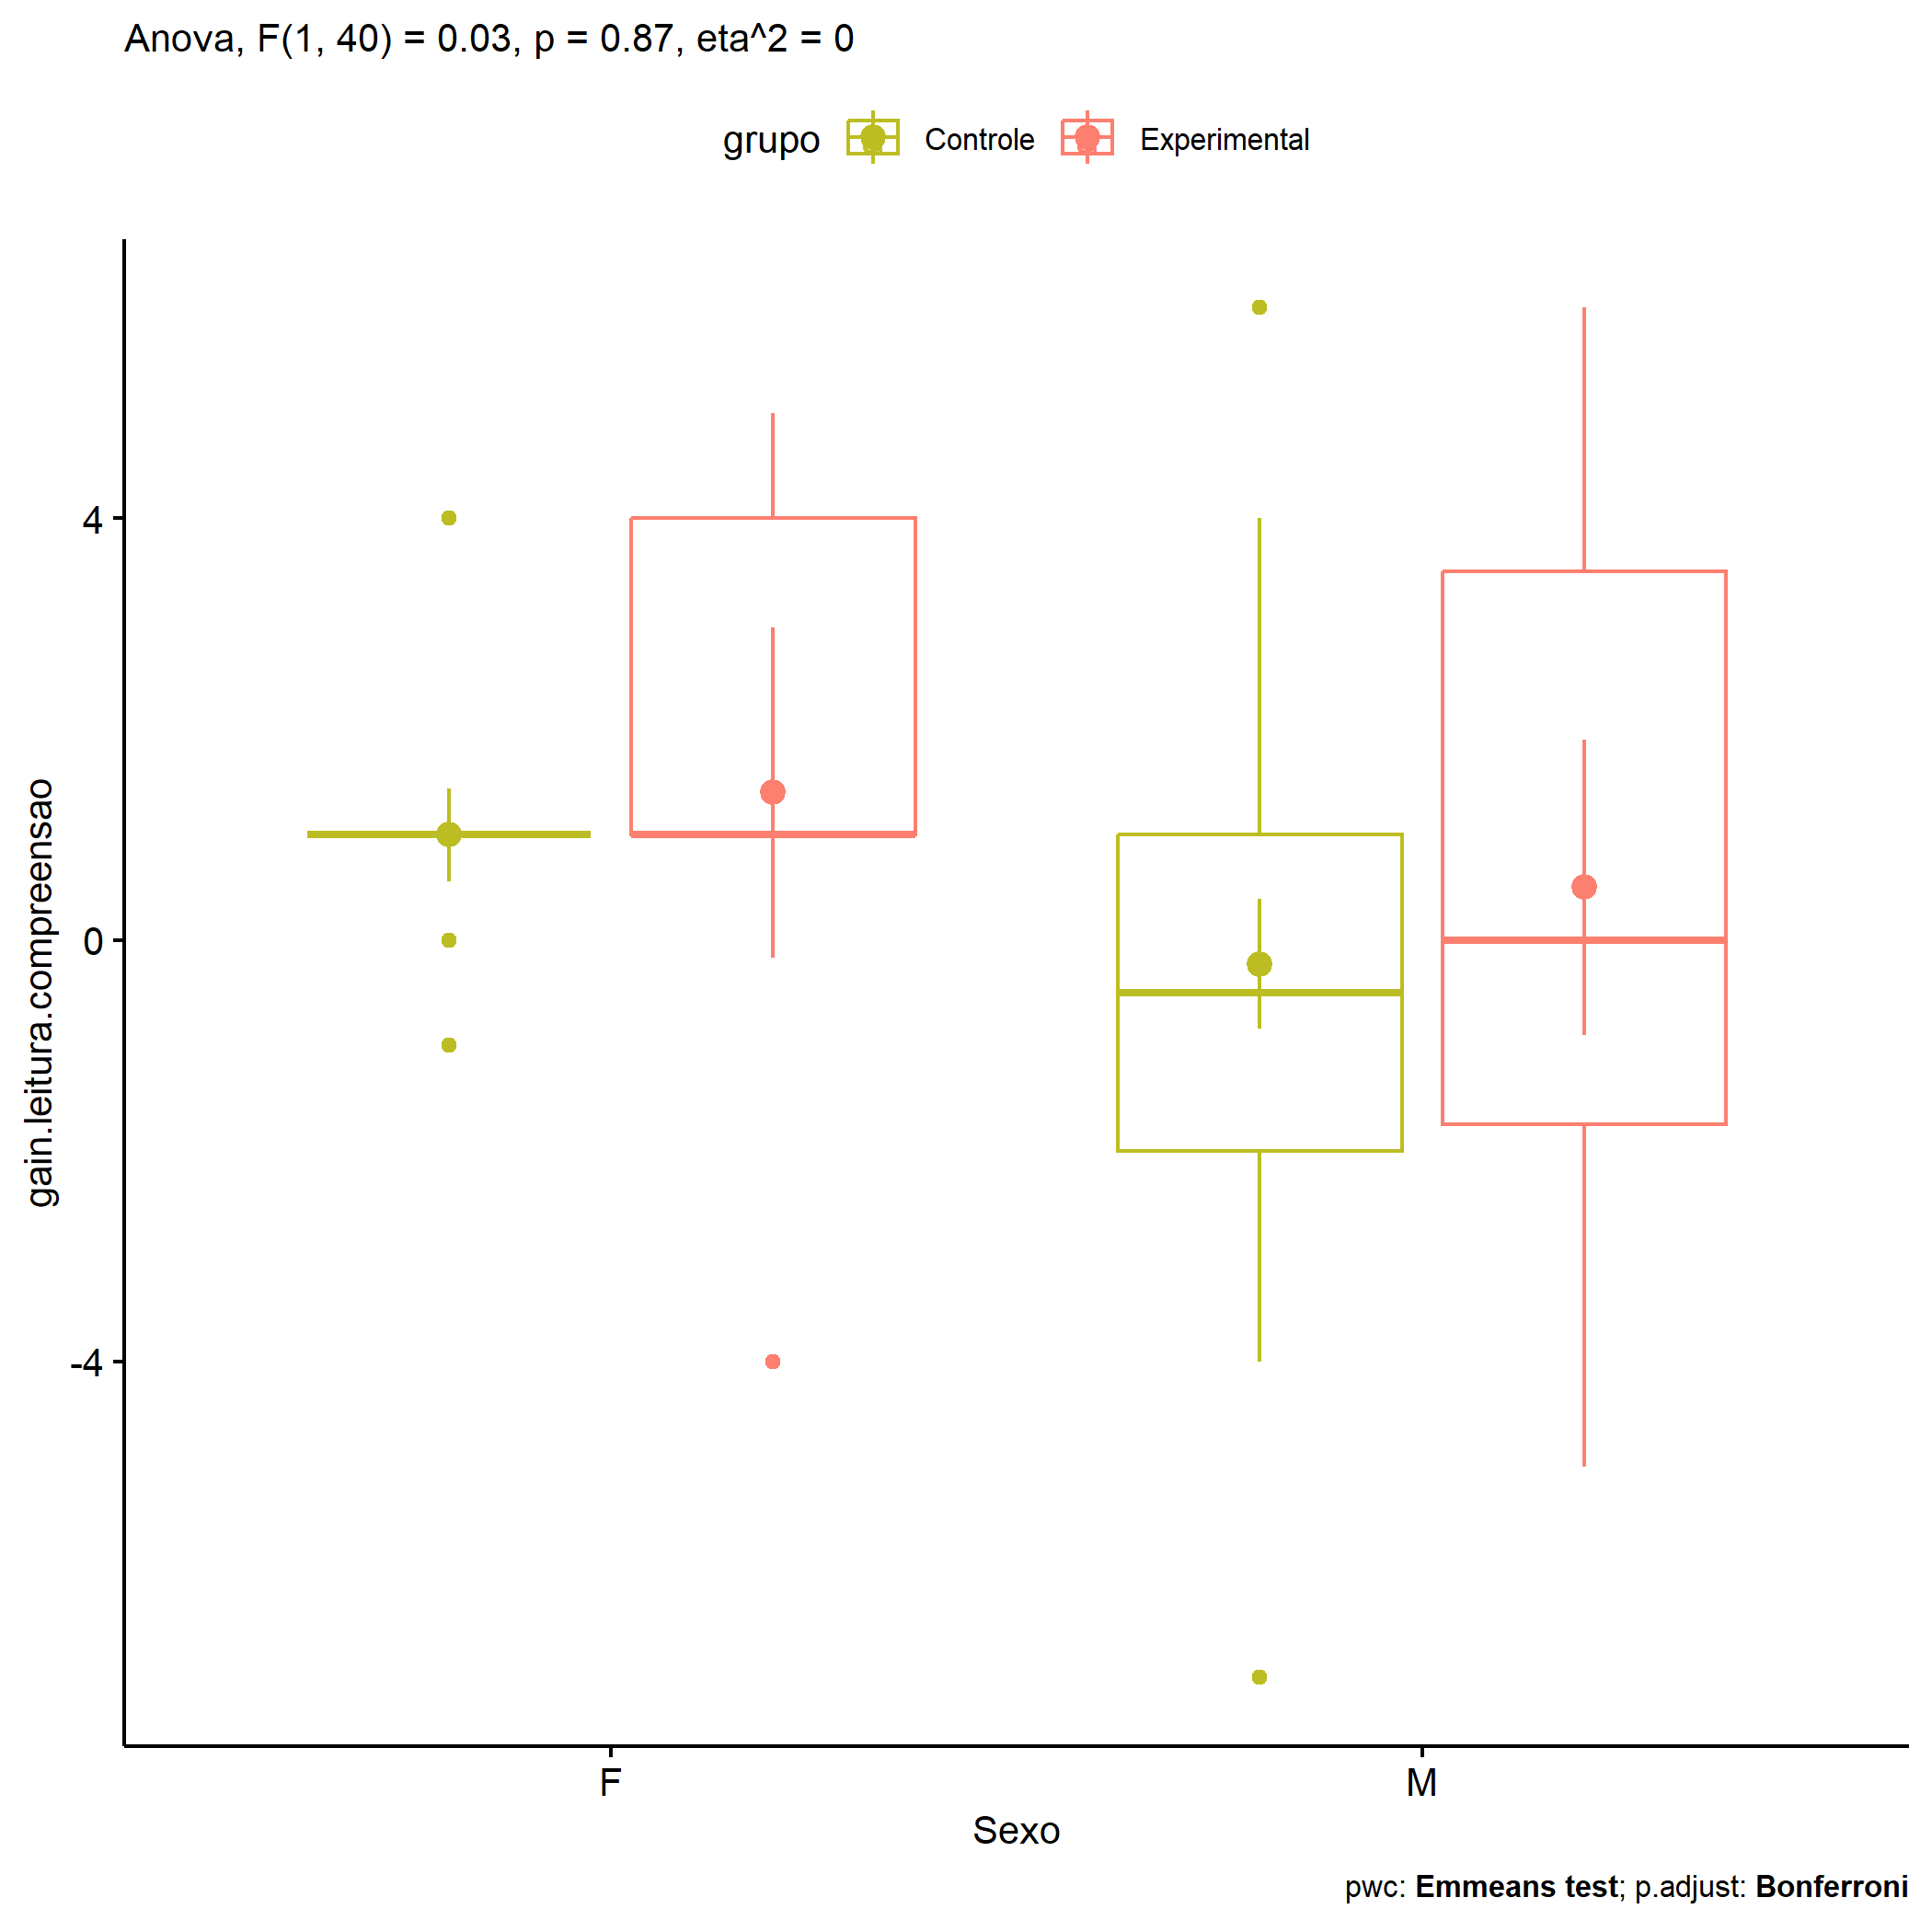 Anova, F(1, 40) = 0.03, p = 0.87, eta^2 = 0
grupo Controle Experimental
gain.leitura.compreensao
4
0
-4
F M
Sexo
pwc: Emmeans test; p.adjust: Bonferroni